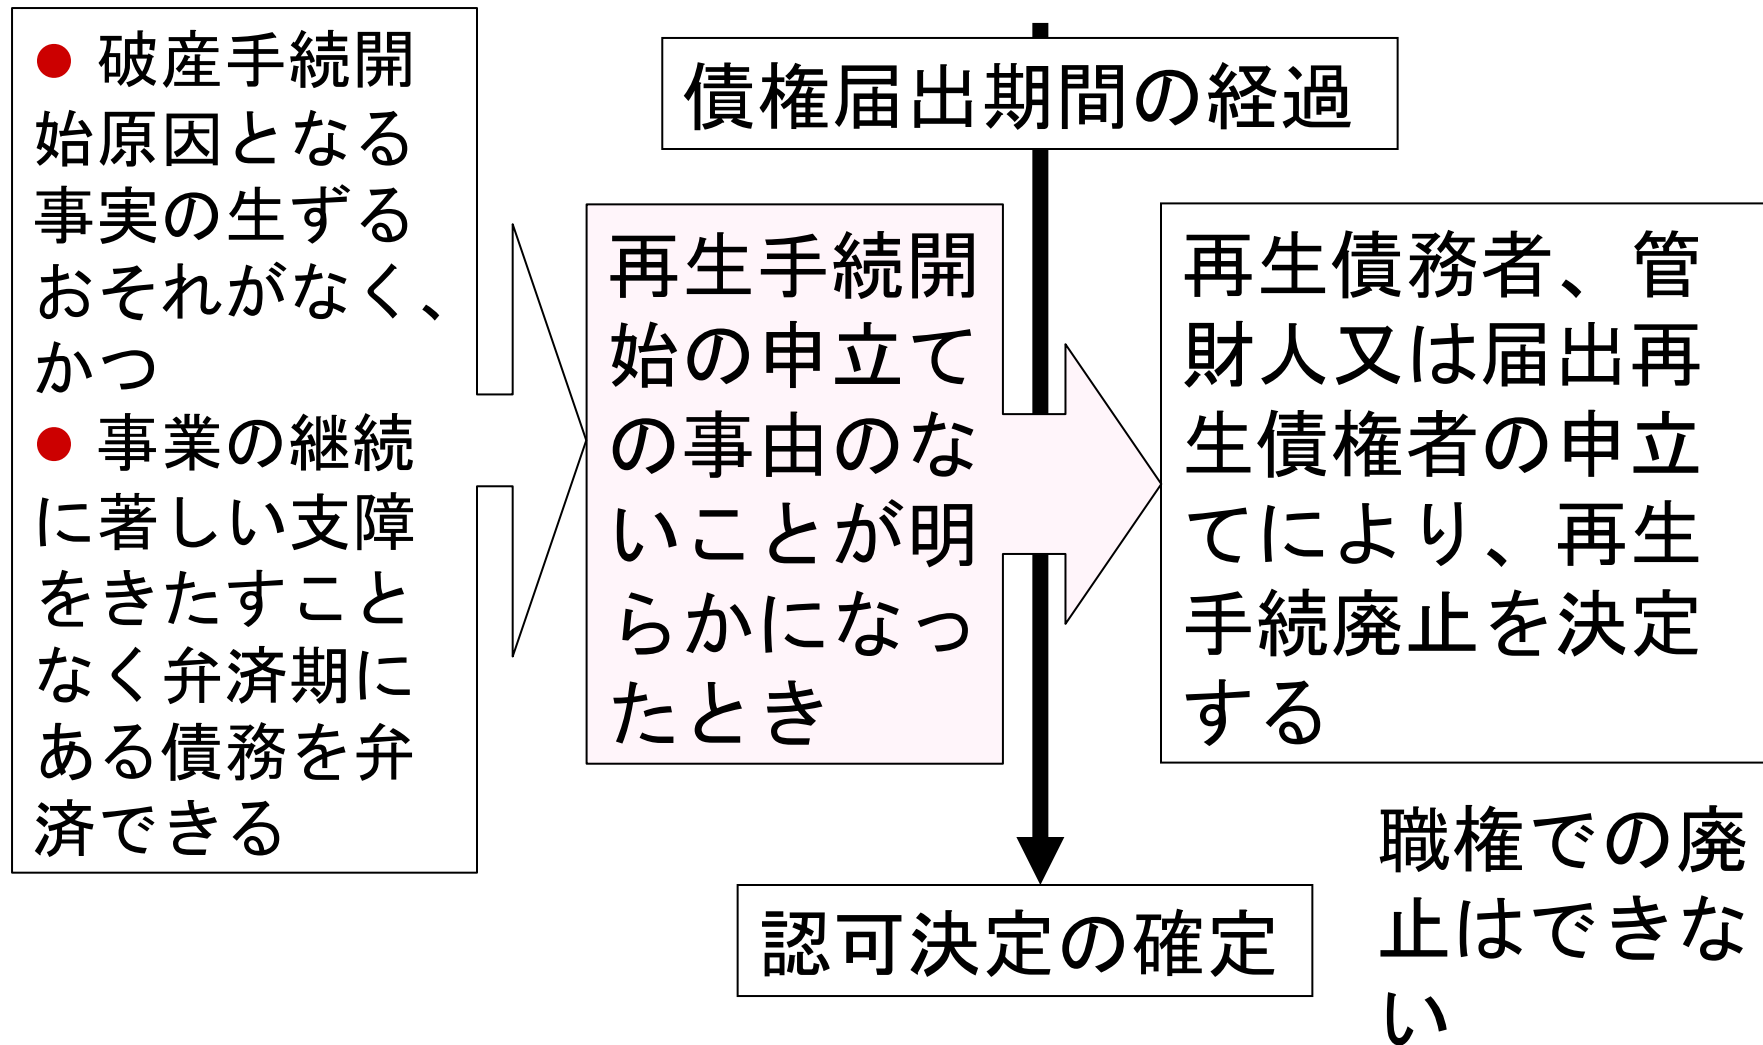 ● 破産手続開
始原因となる
事実の生ずる
おそれがなく、
かつ
● 事業の継続
に著しい支障
をきたすこと
なく弁済期に
ある債務を弁
済できる
債権届出期間の経過
再生手続開
始の申立て
の事由のな
いことが明
らかになっ
たとき
再生債務者、管
財人又は届出再
生債権者の申立
てにより、再生
手続廃止を決定
する
認可決定の確定
職権での廃
止はできな
い